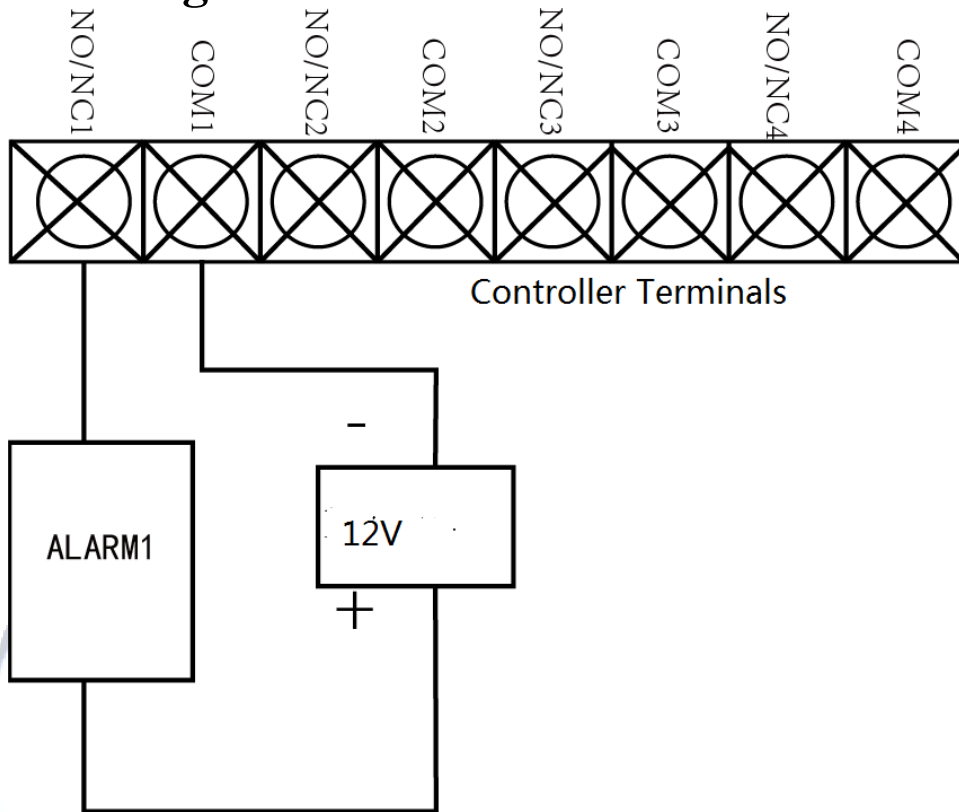 NO/NC1
COM1
NO/NC2
COM2
NO/NC3
COM3
NO/NC4
COM4
Controller Terminals
-
12V
+
ALARM1